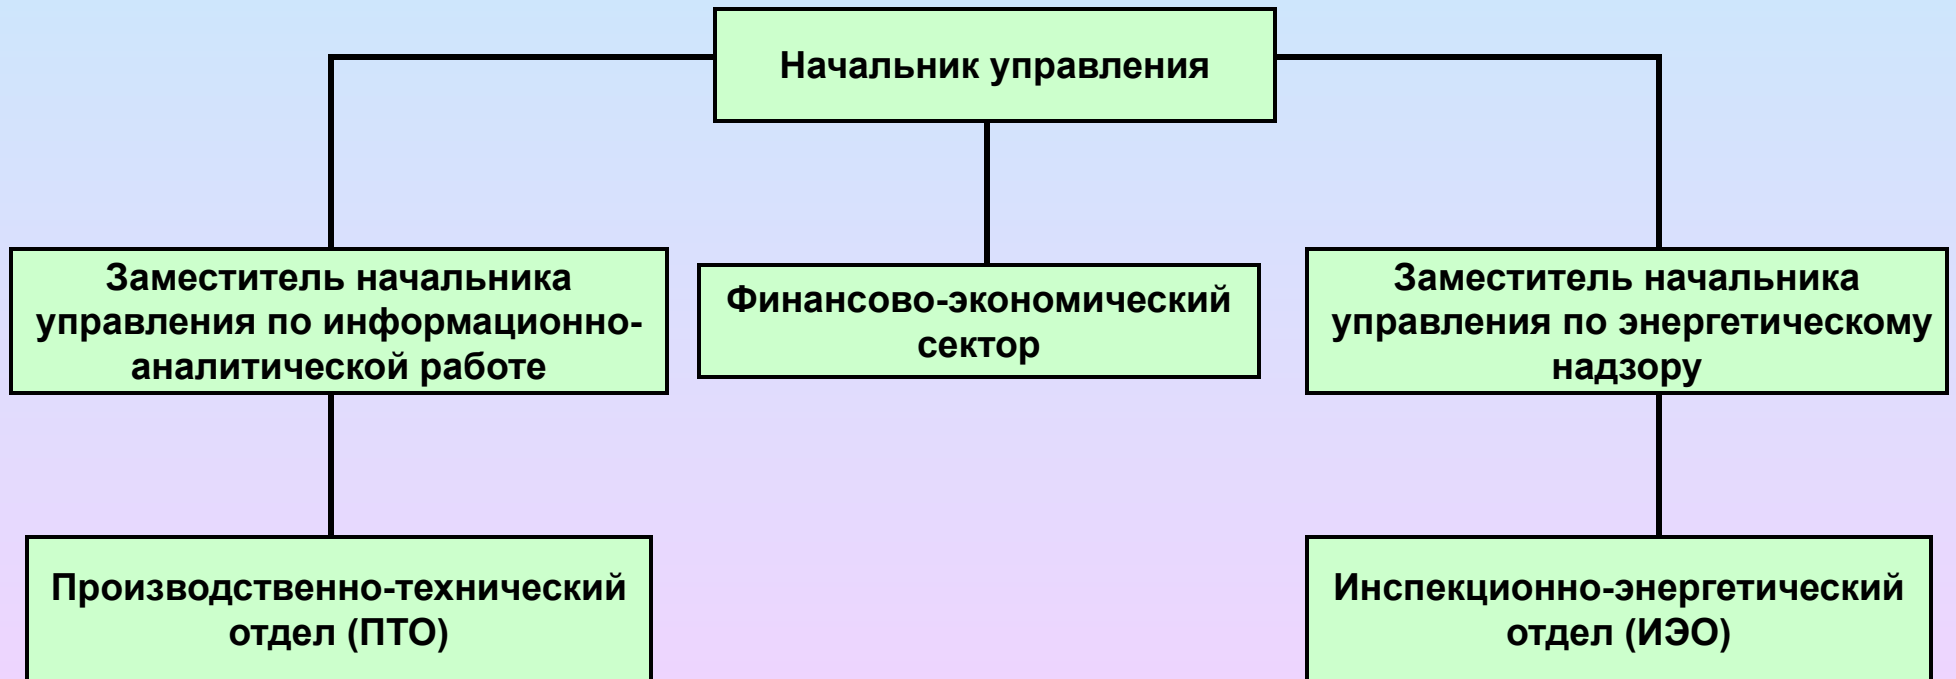 Начальник управления
Заместитель начальника
управления по информационно-
аналитической работе
Финансово-экономический
сектор
Заместитель начальника
управления по энергетическому
надзору
Производственно-технический
отдел (ПТО)
Инспекционно-энергетический
отдел (ИЭО)